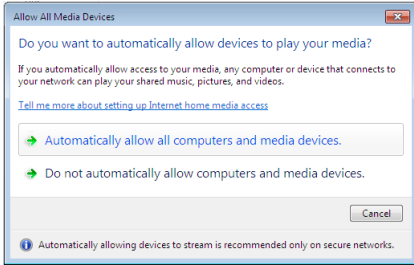 Allow All Media Devices
Do you want to automatically allow devices to play your media?
If you automatically allow access to your media, any computer or device that connects to
your network can play your shared music, pictures, and videos.
Tell me more about setting up Internet home media access
Automatically allow all computers and media devices.
Do not automatically allow computers and media devices.
Cancel
Automatically allowing devices to stream is recommended only on secure networks.